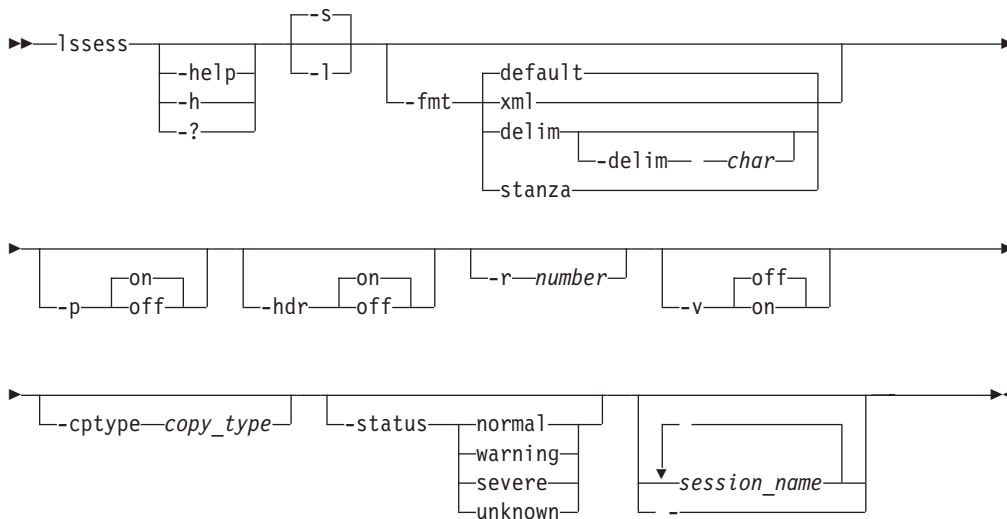 -s
lssess
-help
-h
-?
-l
-fmt
default
xml
delim
-delim char
stanza
-p
on
off
-hdr
on
off
-r number
-v
off
on
-cptype copy_type
-status
normal
warning
severe
unknown
session_name
-